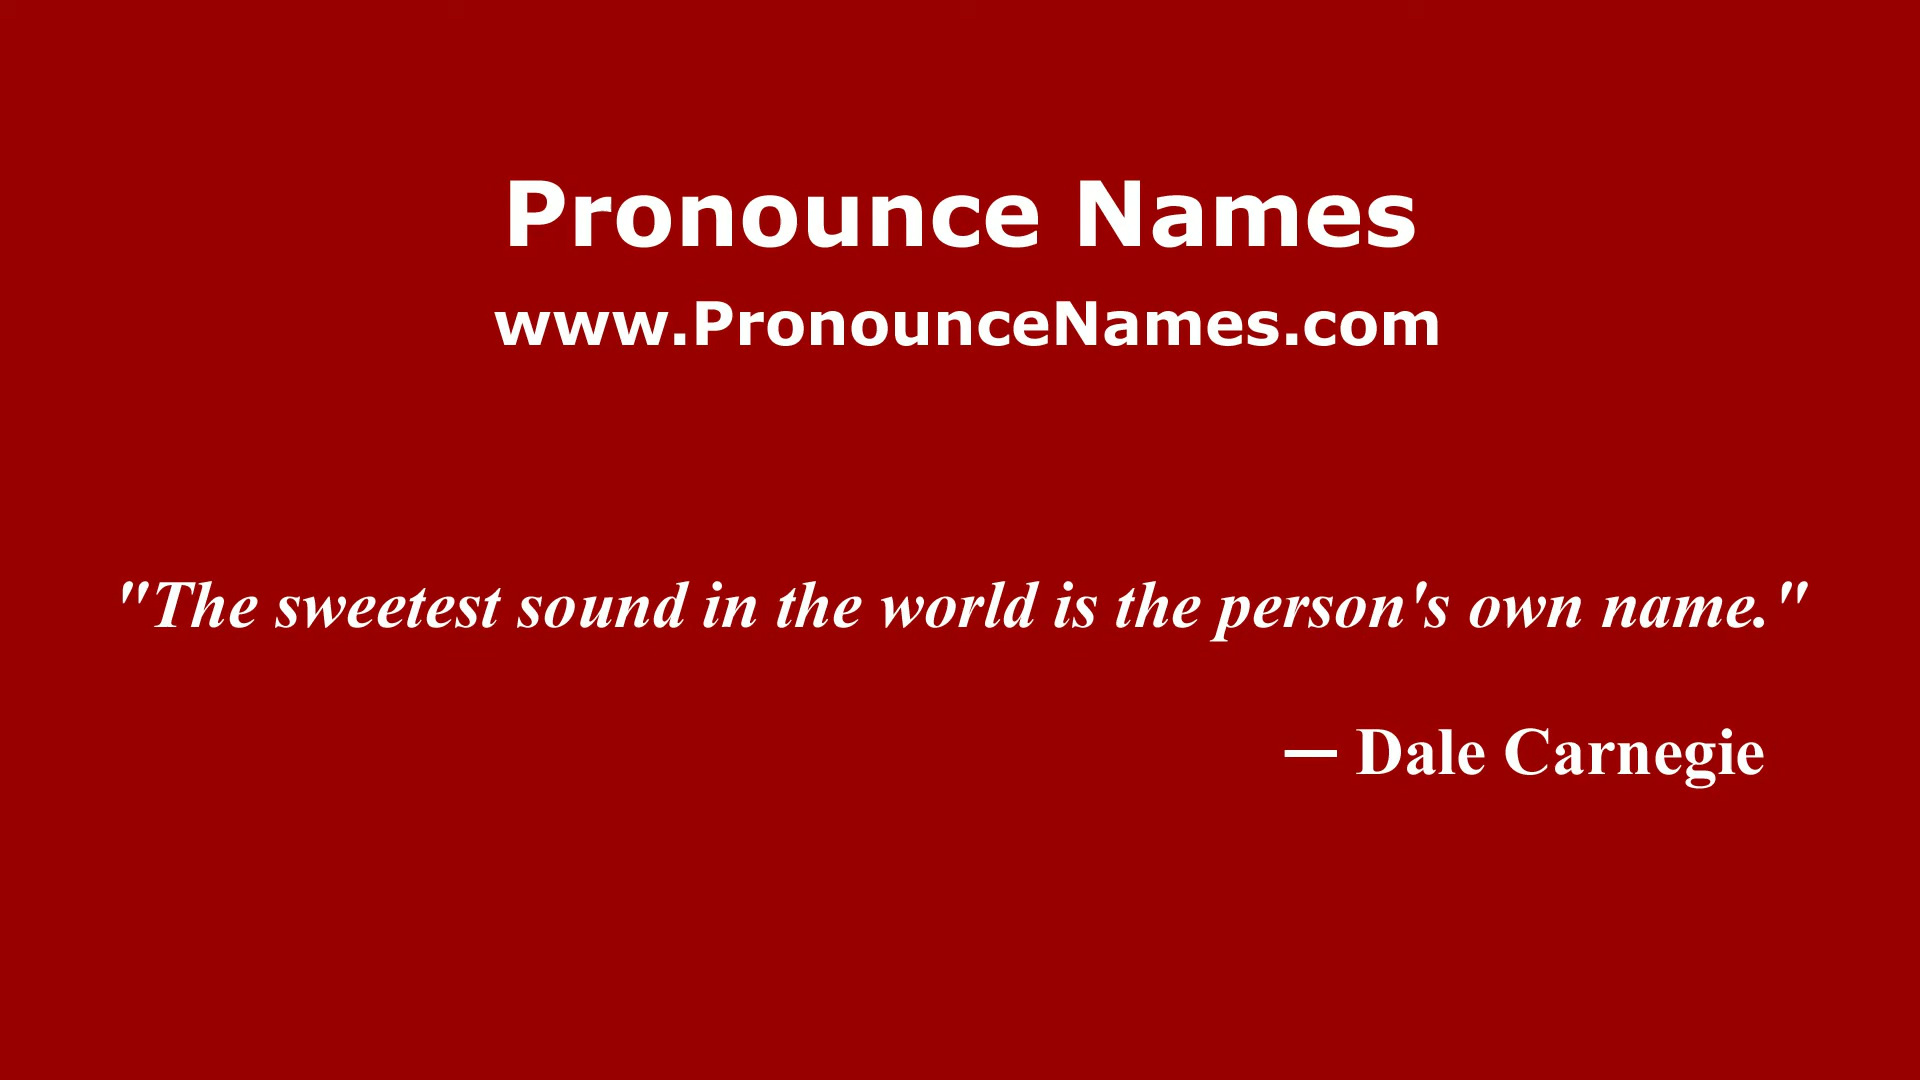 Pronounce Names
www.PronounceNames.com
"The sweetest sound in the world is the person's own name."
— Dale Carnegie